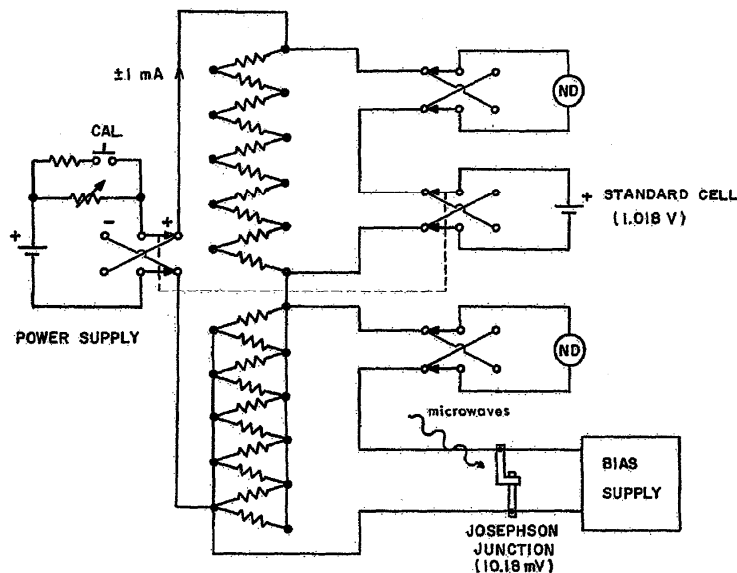 ±1 mA
CAL.
ND
- +
+
+ STANDARD CELL
(1.018 V)
POWER SUPPLY
ND
microwaves
BIAS
SUPPLY
JOSEPHSON
JUNCTION
(10.18 mV)